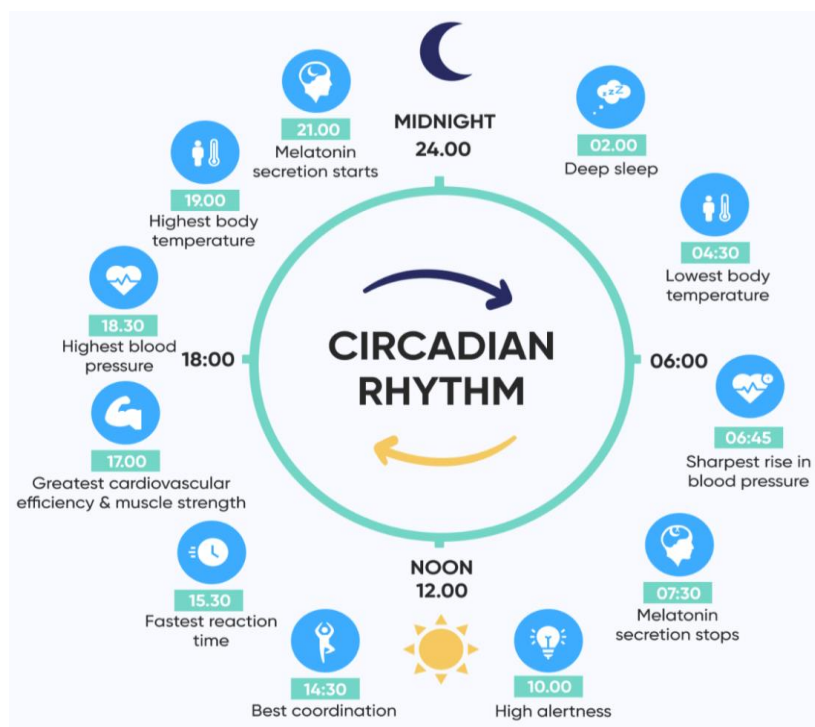 MIDNIGHT
24.00
02.00
Deep sleep
04:30
Lowest body
temperature
06:00
06:45
Sharpest rise in
blood pressure
07:30
Melatonin
secretion stops
10.00
High alertness
NOON
12.00
14:30
Best coordination
15.30
Fastest reaction
time
17.00
Greatest cardiovascular
efficiency & muscle strength
18:00
18.30
Highest blood
pressure
19.00
Highest body
temperature
21.00
Melatonin
secretion starts
CIRCADIAN
RHYTHM
zzZ